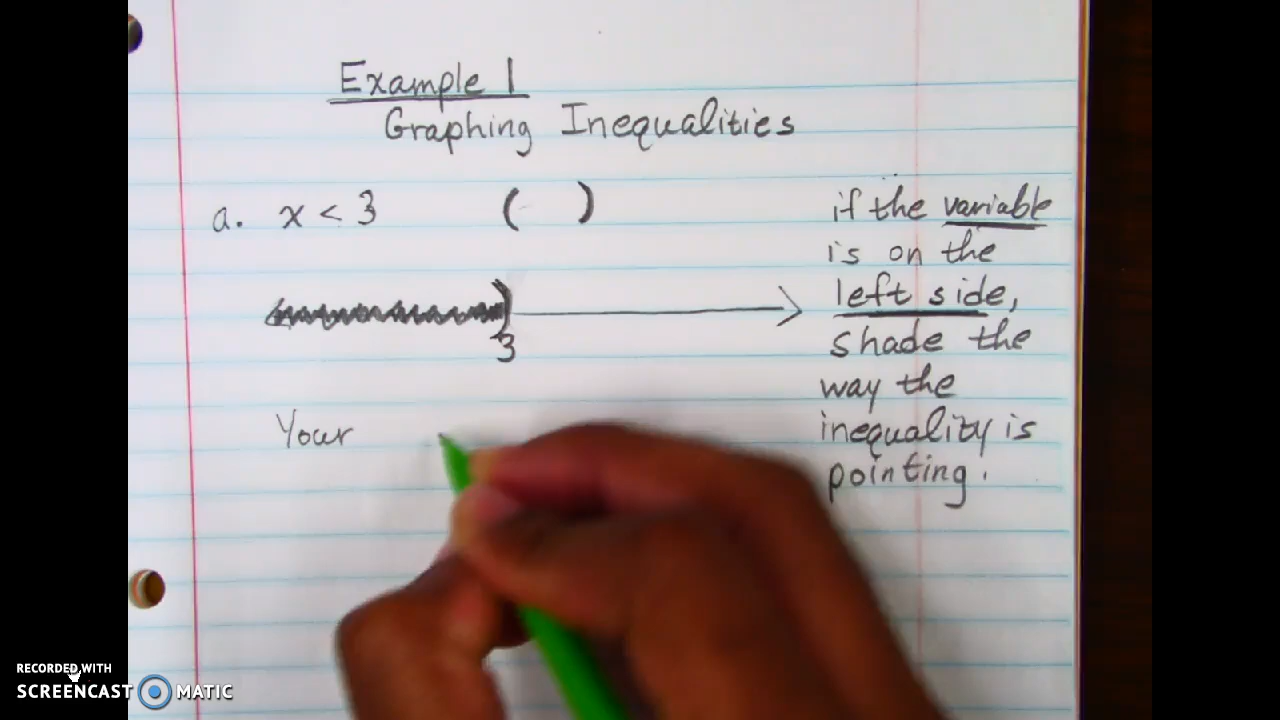 Example 1
Graphing Inequalities
a. x < 3 ( )
)
3
Your
if the variable
is on the
left side,
shade the
way the
inequality is
pointing.
RECORDED WITH
SCREENCAST MATIC